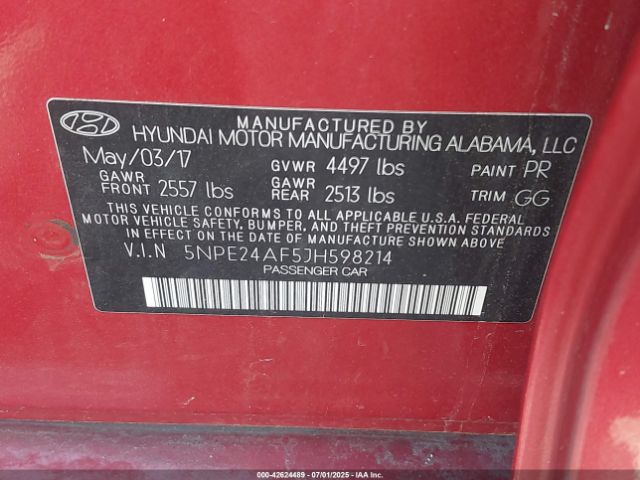 MANUFACTURED BY
HYUNDAI MOTOR MANUFACTURING ALABAMA, LLC
May/03/17 GVWR 4497 lbs PAINT PR
GAWR FRONT 2557 lbs GAWR REAR 2513 lbs TRIM GG
THIS VEHICLE CONFORMS TO ALL APPLICABLE U.S.A. FEDERAL
MOTOR VEHICLE SAFETY, BUMPER, AND THEFT PREVENTION STANDARDS
IN EFFECT ON THE DATE OF MANUFACTURE SHOWN ABOVE.
V.I.N 5NPE24AF5JH598214
PASSENGER CAR
000-42624489 - 07/01/2025 - IAAI.COM